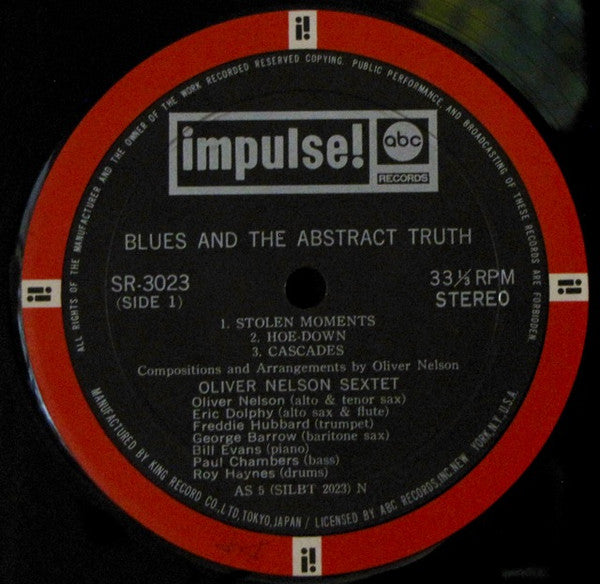 ALL RIGHTS OF THE MANUFACTURER AND THE OWNER OF THE WORK RECORDED RESERVED COPYING, PUBLIC PERFORMANCE, AND BROADCASTING OF THESE RECORDS ARE FORBIDDEN.
i!
impulse!
abc
RECORDS
BLUES AND THE ABSTRACT TRUTH
SR-3023
(SIDE 1)
33 1/3 RPM
STEREO
i!
i!
1. STOLEN MOMENTS
2. HOE-DOWN
3. CASCADES
Compositions and Arrangements by Oliver Nelson
OLIVER NELSON SEXTET
Oliver Nelson (alto & tenor sax)
Eric Dolphy (alto sax & flute)
Freddie Hubbard (trumpet)
George Barrow (baritone sax)
Bill Evans (piano)
Paul Chambers (bass)
Roy Haynes (drums)
AS 5 (SILBT 2023) N
MANUFACTURED BY KING RECORD CO., LTD, TOKYO, JAPAN / LICENSED BY ABC RECORDS, INC, NEW YORK, N.Y., U.S.A.
i!